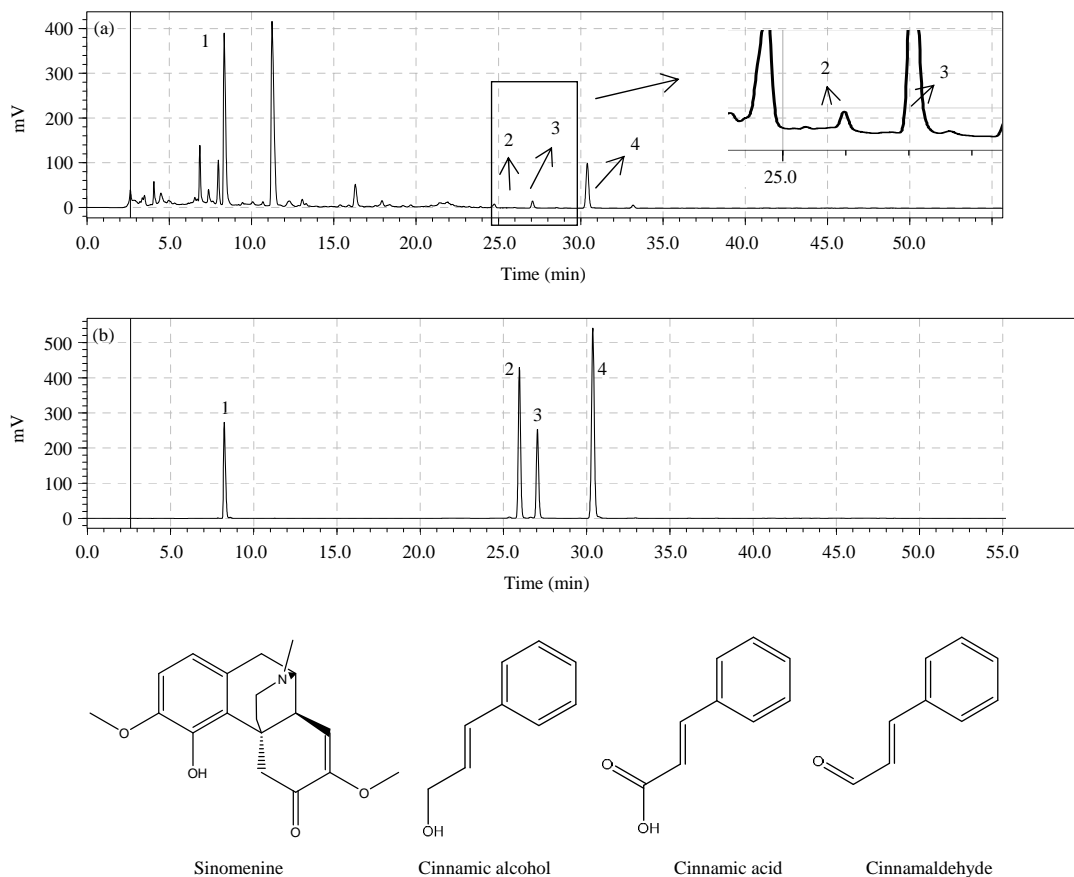 (a)
400
300
200
100
0
mV
1
2
3
4
2
3
25.0
0.0 5.0 10.0 15.0 20.0 25.0 30.0 35.0 40.0 45.0 50.0
Time (min)
(b)
500
400
300
200
100
0
mV
1
2
3
4
0.0 5.0 10.0 15.0 20.0 25.0 30.0 35.0 40.0 45.0 50.0 55.0
Time (min)
N
O
OH
O
O
OH
O
OH
O
Sinomenine Cinnamic alcohol Cinnamic acid Cinnamaldehyde